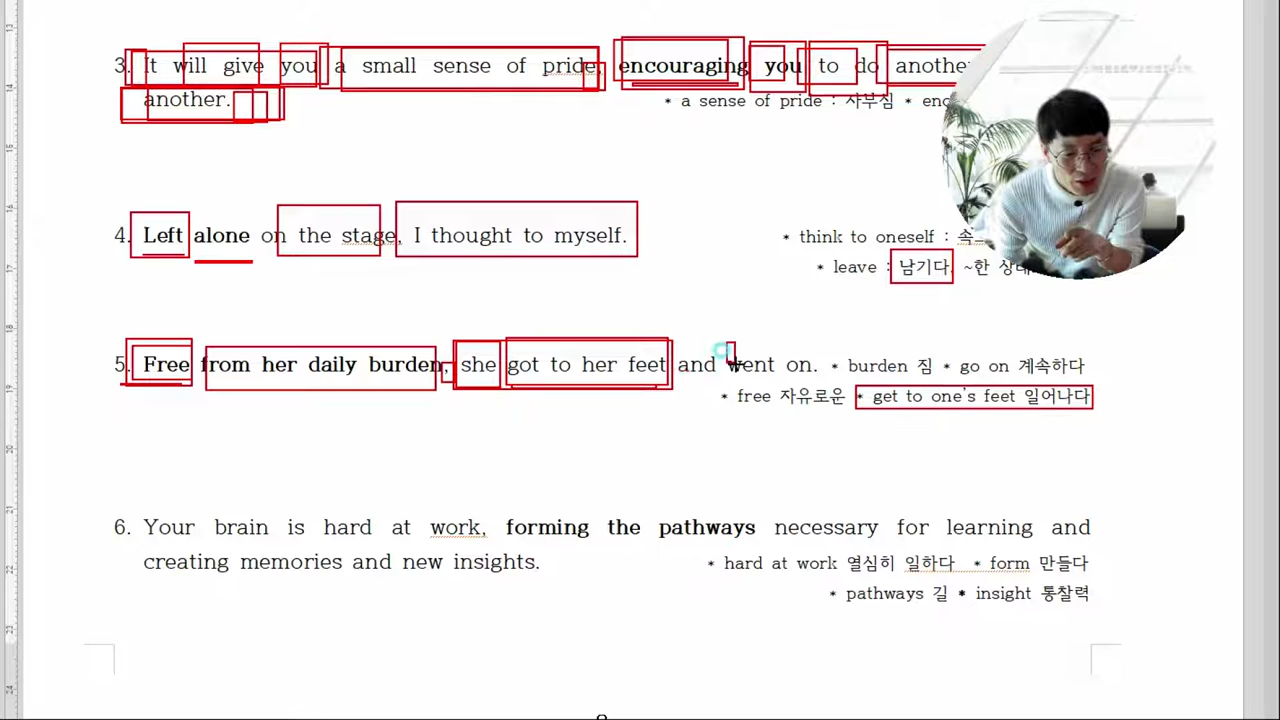 3. It will give you a small sense of pride, encouraging you to do another
another.
* a sense of pride : 자부심 *
4. Left alone on the stage, I thought to myself.
* think to oneself :
* leave : 남기다, ~한
5. Free from her daily burden, she got to her feet and went on.
* burden 짐 * go on 계속하다
* free 자유로운 * get to one's feet 일어나다
6. Your brain is hard at work, forming the pathways necessary for learning and
creating memories and new insights.
* hard at work 열심히 일하다 * form 만들다
* pathways 길 * insight 통찰력